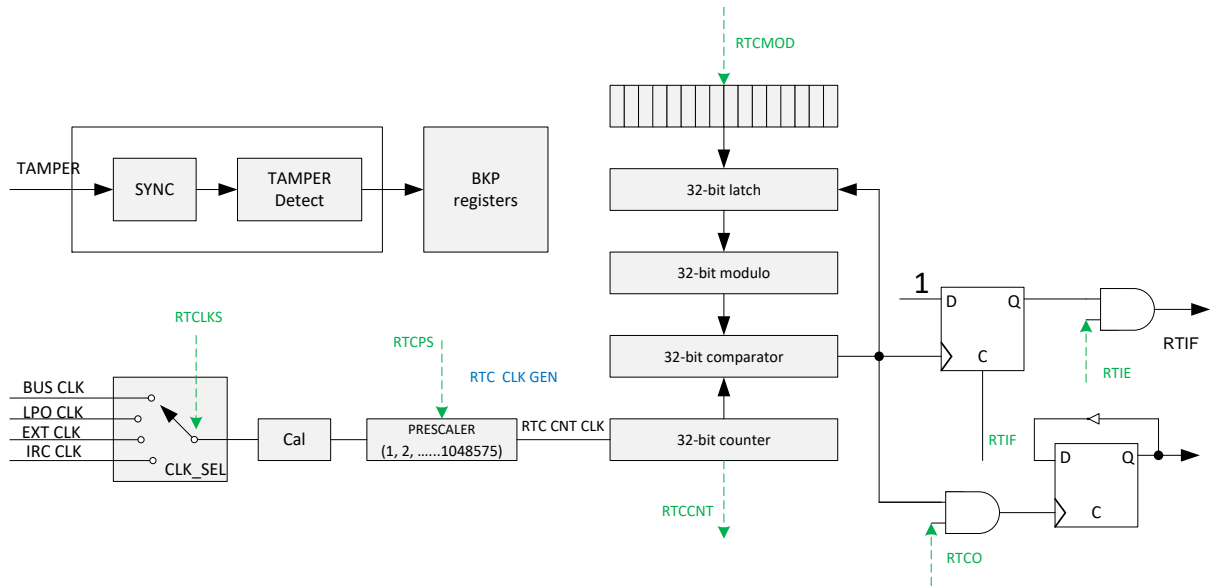 RTCMOD
TAMPER
SYNC
TAMPER
Detect
BKP
registers
32-bit latch
32-bit modulo
1
D
Q
C
RTIF
RTIE
RTIF
RTCLKS
RTCPS
RTC CLK GEN
32-bit comparator
BUS CLK
LPO CLK
EXT CLK
IRC CLK
CLK_SEL
Cal
PRESCALER
(1, 2, ......1048575)
RTC CNT CLK
32-bit counter
RTCCNT
D
Q
C
RTCO